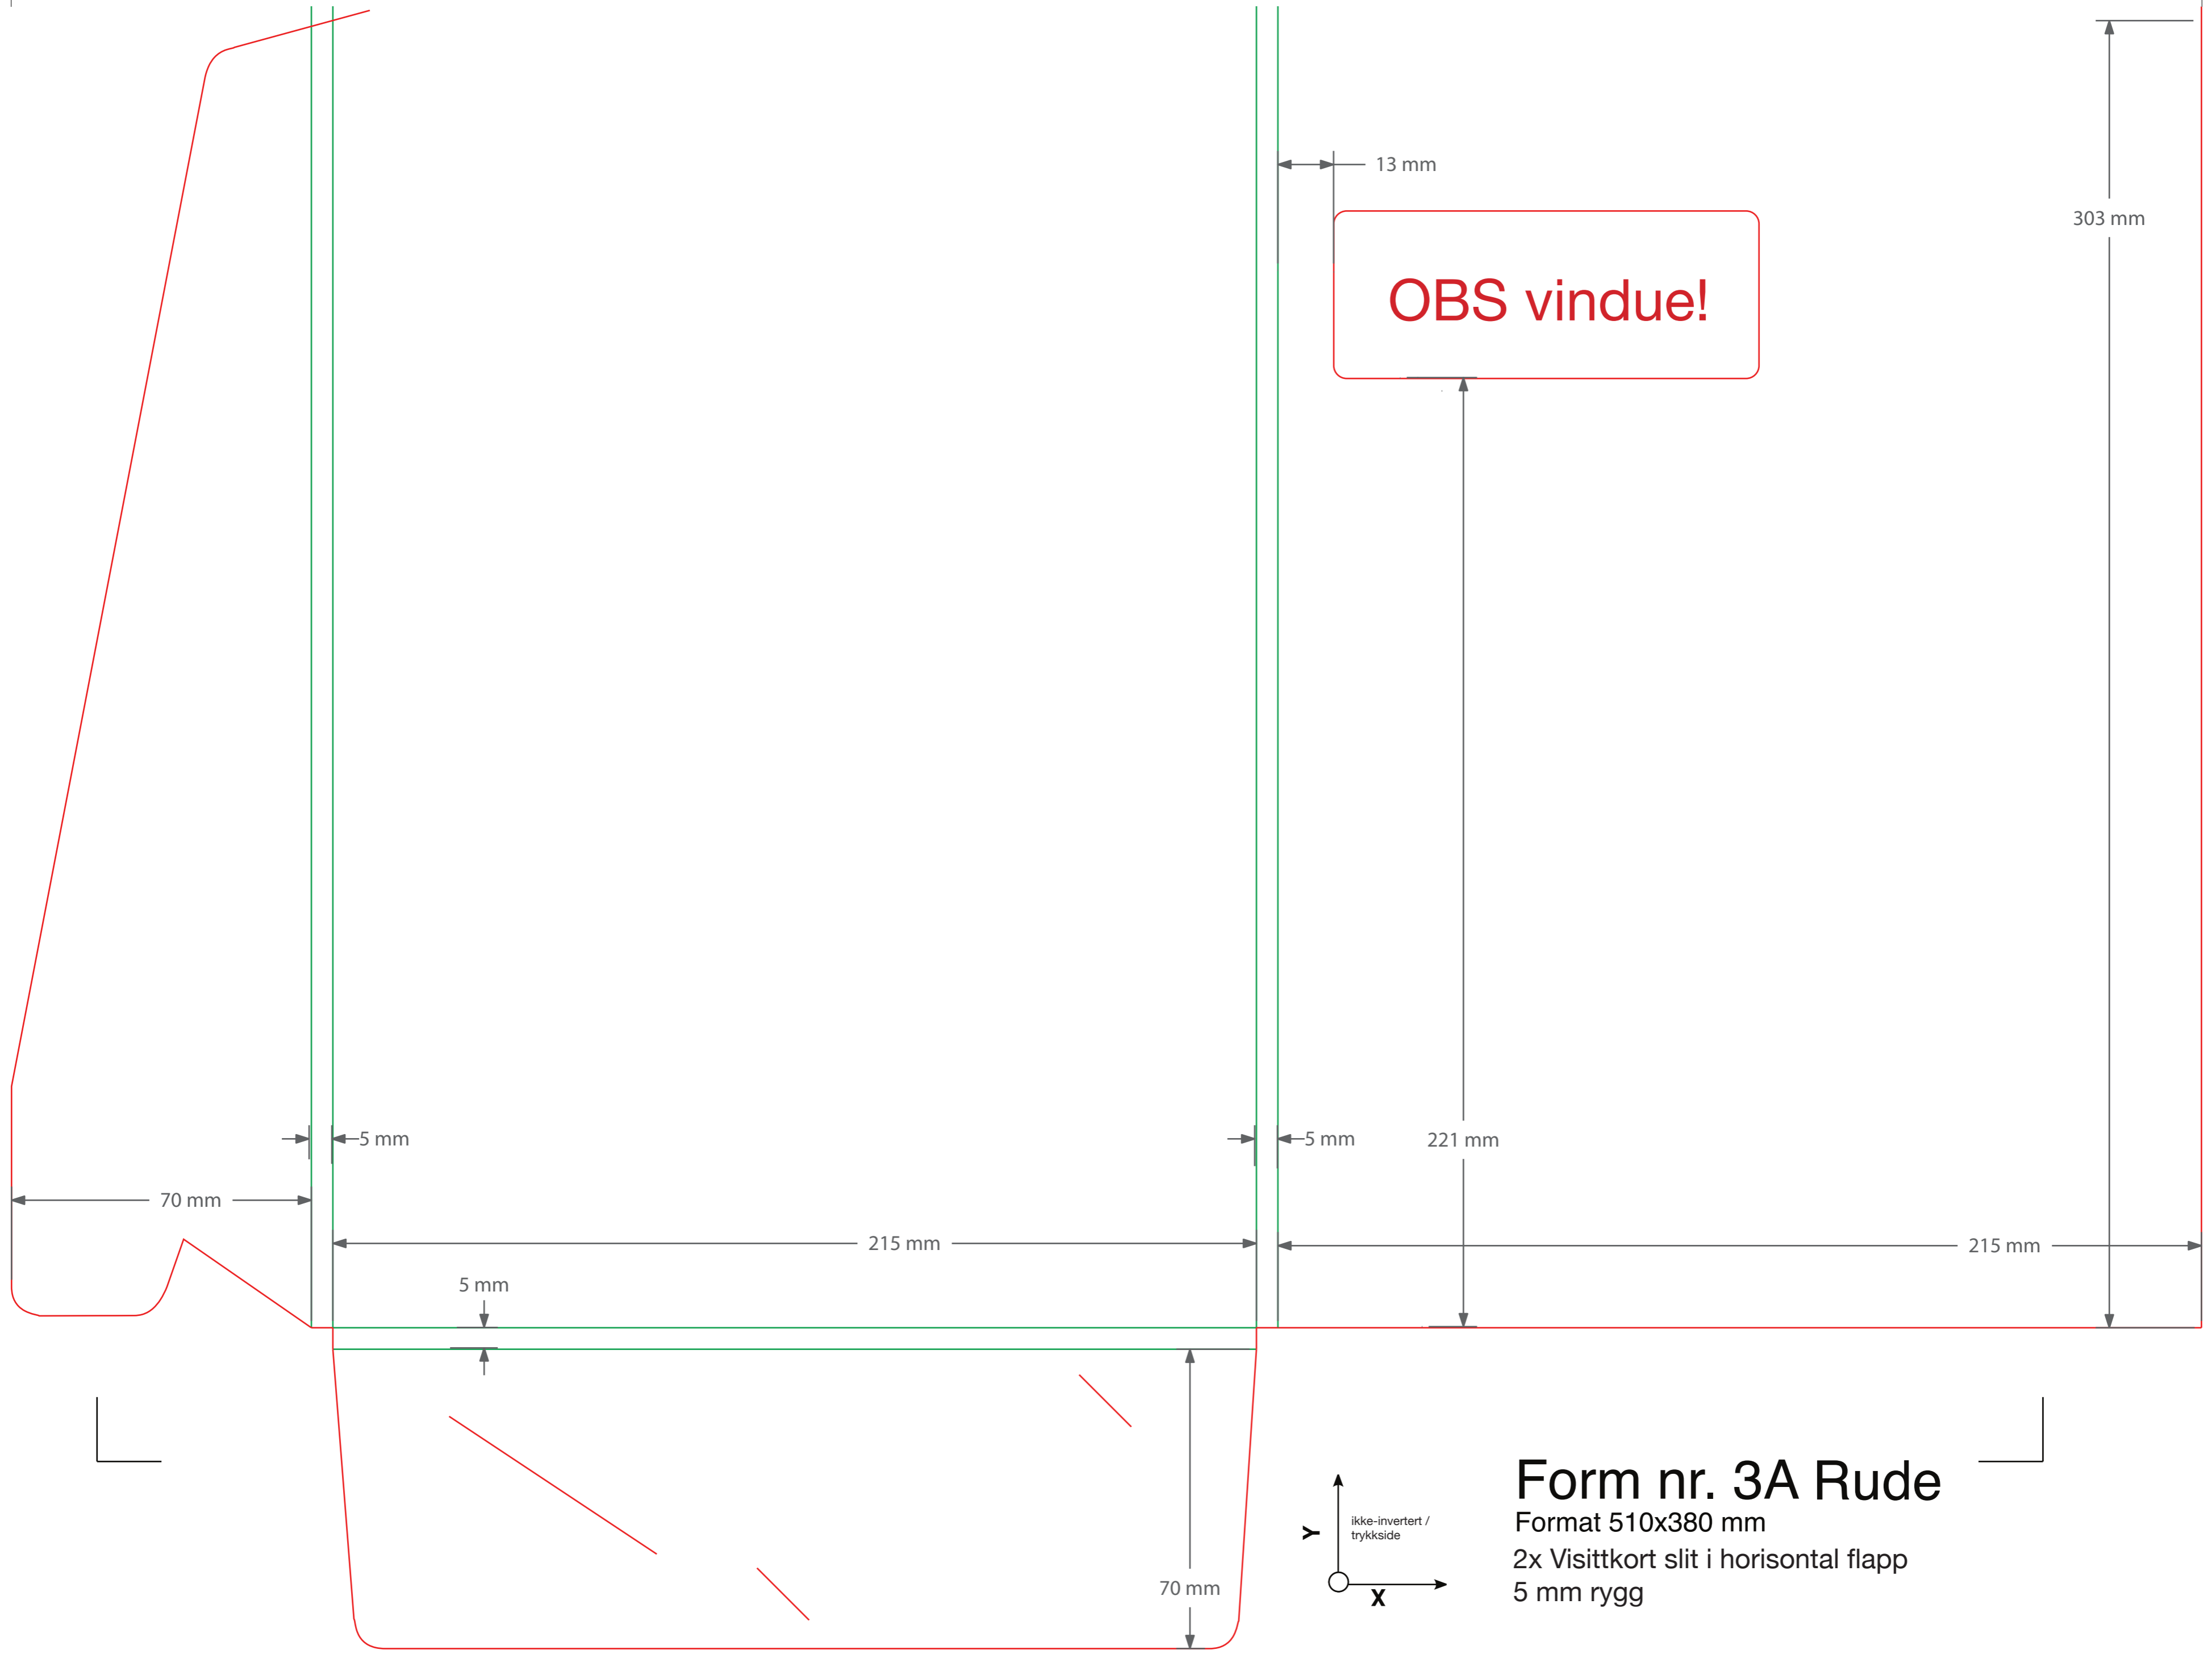 13 mm
303 mm
OBS vindue!
5 mm
5 mm
221 mm
70 mm
215 mm
215 mm
5 mm
Form nr. 3A Rude
Format 510x380 mm
ikke-invertert /
trykkside
Y
2x Visittkort slit i horisontal flapp
70 mm
5 mm rygg
X